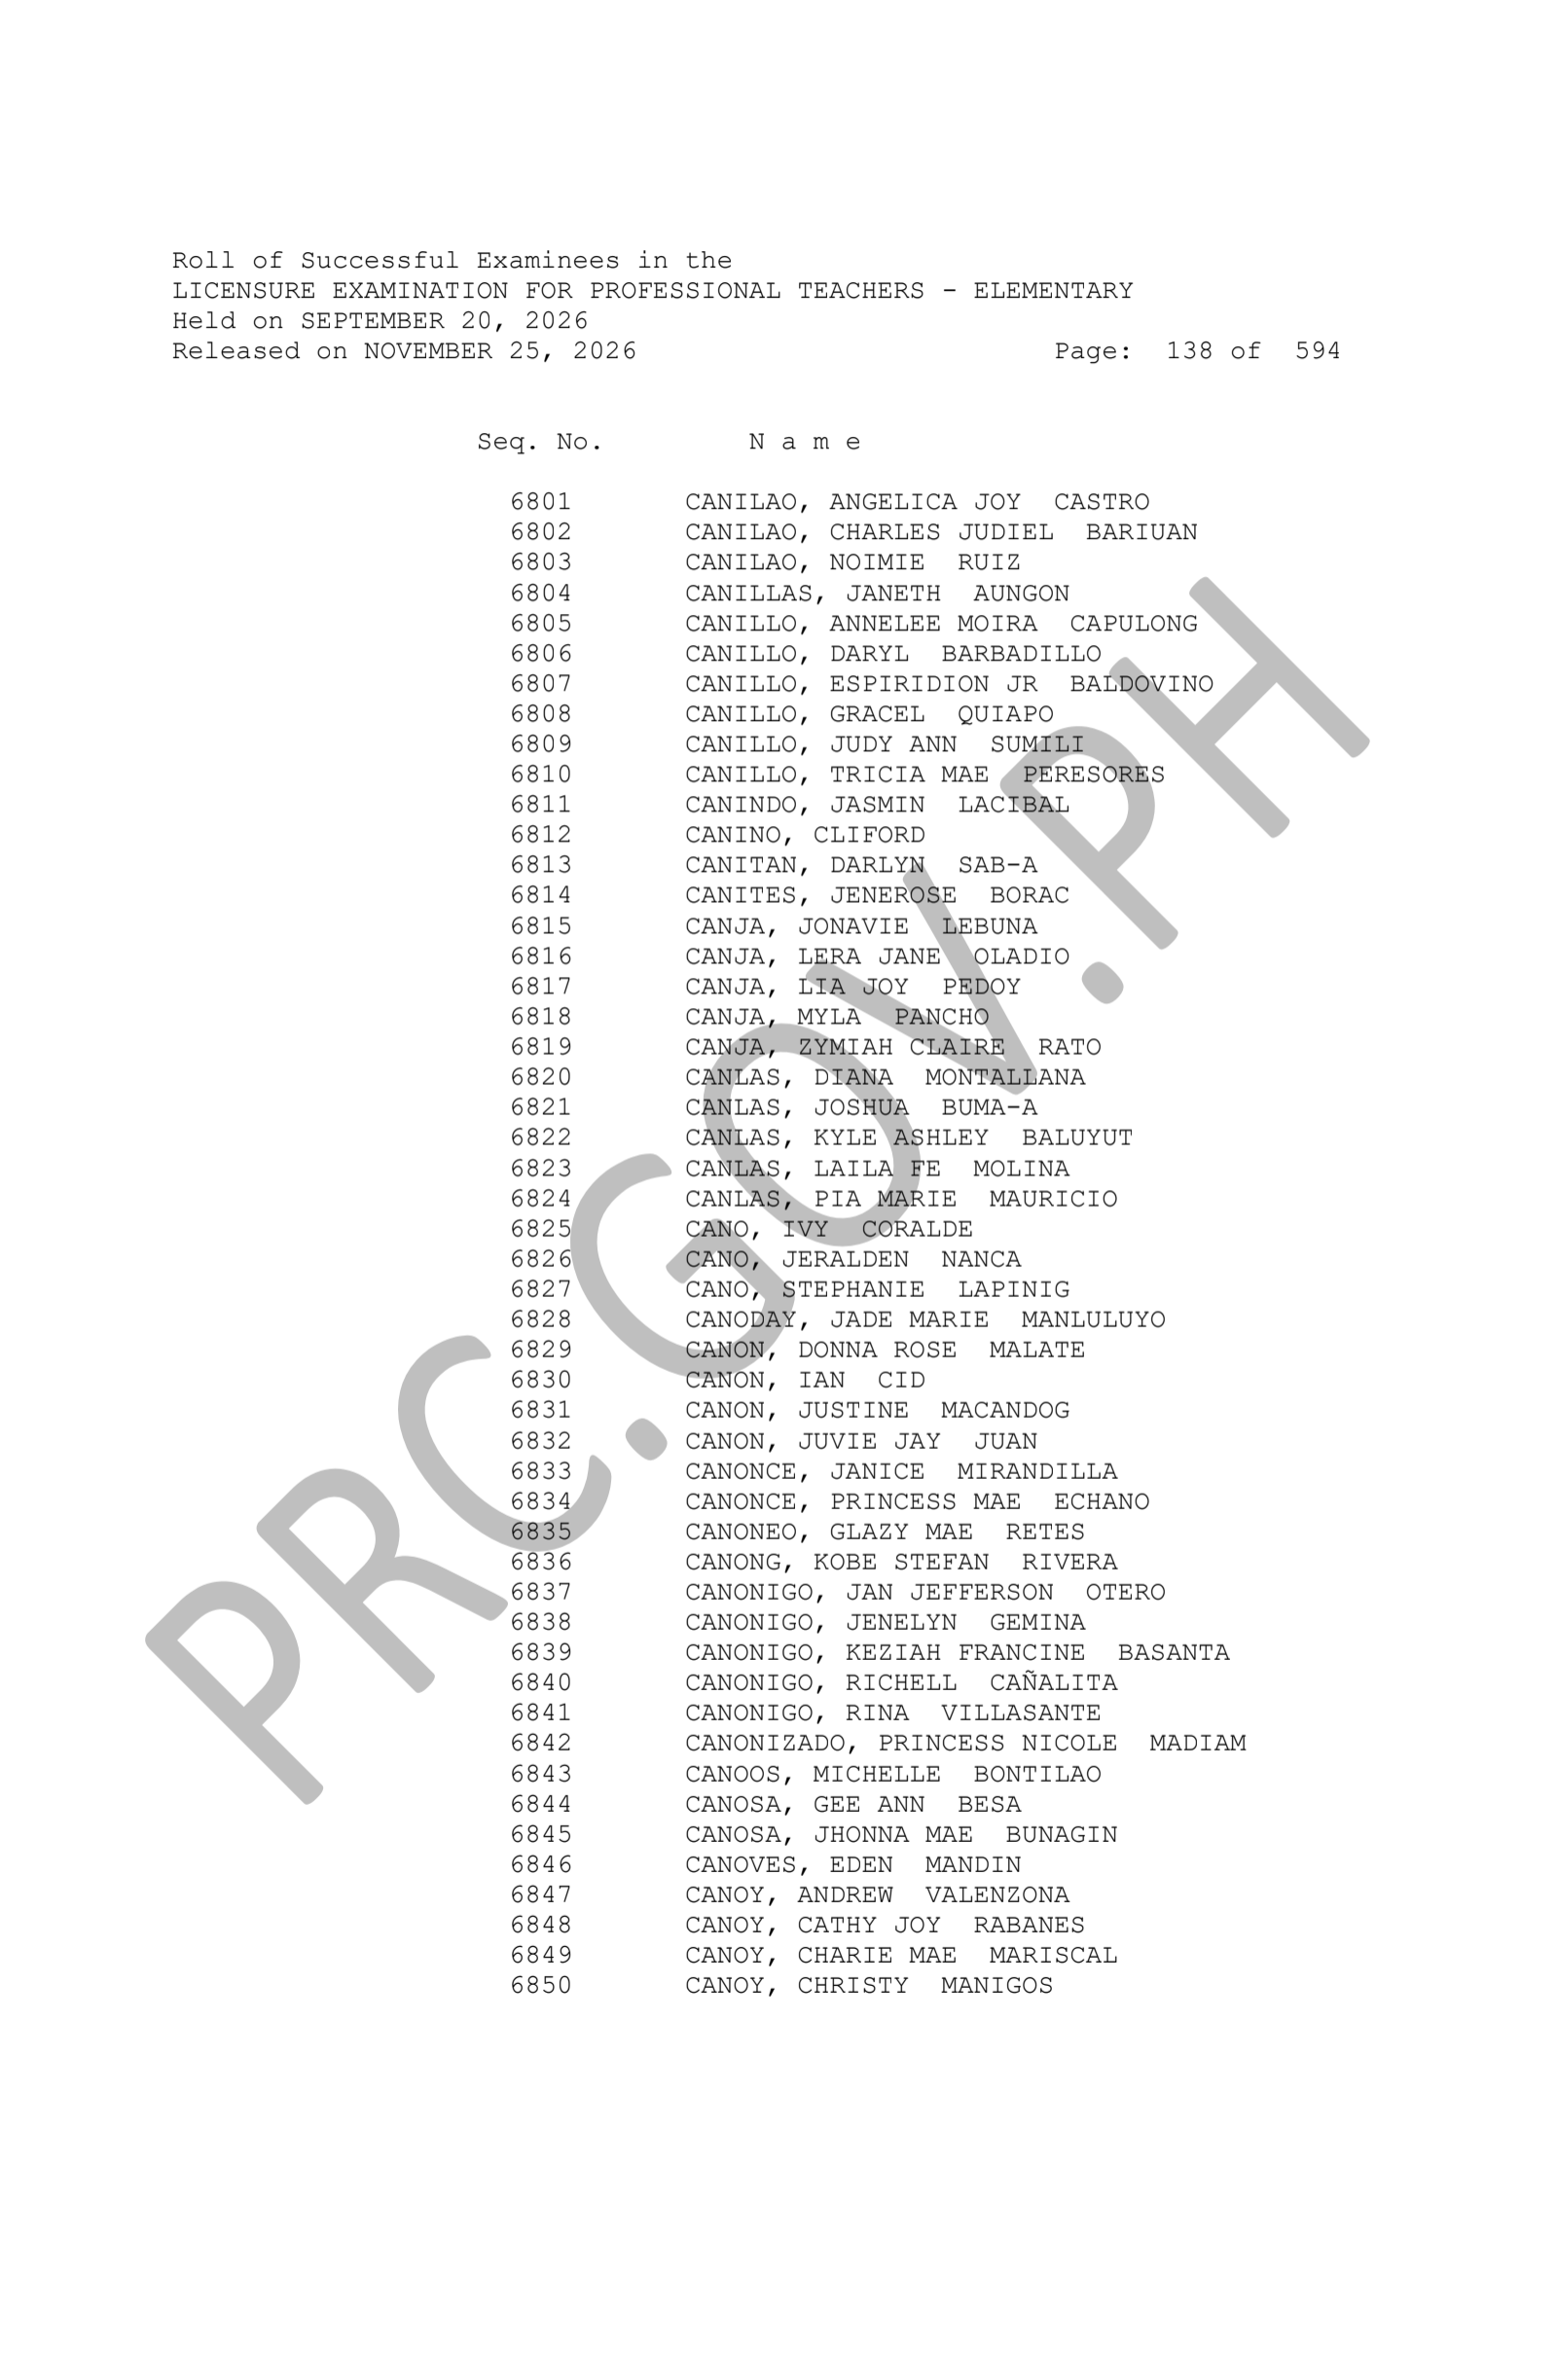 Roll of Successful Examinees in the
LICENSURE EXAMINATION FOR PROFESSIONAL TEACHERS - ELEMENTARY
Held on SEPTEMBER 20, 2026
Released on NOVEMBER 25, 2026 Page: 138 of 594
Seq. No. N a m e
6801 CANILAO, ANGELICA JOY CASTRO
6802 CANILAO, CHARLES JUDIEL BARIUAN
6803 CANILAO, NOIMIE RUIZ
6804 CANILLAS, JANETH AUNGON
6805 CANILLO, ANNELEE MOIRA CAPULONG
6806 CANILLO, DARYL BARBADILLO
6807 CANILLO, ESPIRIDION JR BALDOVINO
6808 CANILLO, GRACEL QUIAPO
6809 CANILLO, JUDY ANN SUMILI
6810 CANILLO, TRICIA MAE PERESORES
6811 CANINDO, JASMIN LACIBAL
6812 CANINO, CLIFORD
6813 CANITAN, DARLYN SAB-A
6814 CANITES, JENEROSE BORAC
6815 CANJA, JONAVIE LEBUNA
6816 CANJA, LERA JANE OLADIO
6817 CANJA, LIA JOY PEDOY
6818 CANJA, MYLA PANCHO
6819 CANJA, ZYMIAH CLAIRE RATO
6820 CANLAS, DIANA MONTALLANA
6821 CANLAS, JOSHUA BUMA-A
6822 CANLAS, KYLE ASHLEY BALUYUT
6823 CANLAS, LAILA FE MOLINA
6824 CANLAS, PIA MARIE MAURICIO
6825 CANO, IVY CORALDE
6826 CANO, JERALDEN NANCA
6827 CANO, STEPHANIE LAPINIG
6828 CANODAY, JADE MARIE MANLULUYO
6829 CANON, DONNA ROSE MALATE
6830 CANON, IAN CID
6831 CANON, JUSTINE MACANDOG
6832 CANON, JUVIE JAY JUAN
6833 CANONCE, JANICE MIRANDILLA
6834 CANONCE, PRINCESS MAE ECHANO
6835 CANONEO, GLAZY MAE RETES
6836 CANONG, KOBE STEFAN RIVERA
6837 CANONIGO, JAN JEFFERSON OTERO
6838 CANONIGO, JENELYN GEMINA
6839 CANONIGO, KEZIAH FRANCINE BASANTA
6840 CANONIGO, RICHELL CAÑALITA
6841 CANONIGO, RINA VILLASANTE
6842 CANONIZADO, PRINCESS NICOLE MADIAM
6843 CANOOS, MICHELLE BONTILAO
6844 CANOSA, GEE ANN BESA
6845 CANOSA, JHONNA MAE BUNAGIN
6846 CANOVES, EDEN MANDIN
6847 CANOY, ANDREW VALENZONA
6848 CANOY, CATHY JOY RABANES
6849 CANOY, CHARIE MAE MARISCAL
6850 CANOY, CHRISTY MANIGOS
PRC.GOV.PH